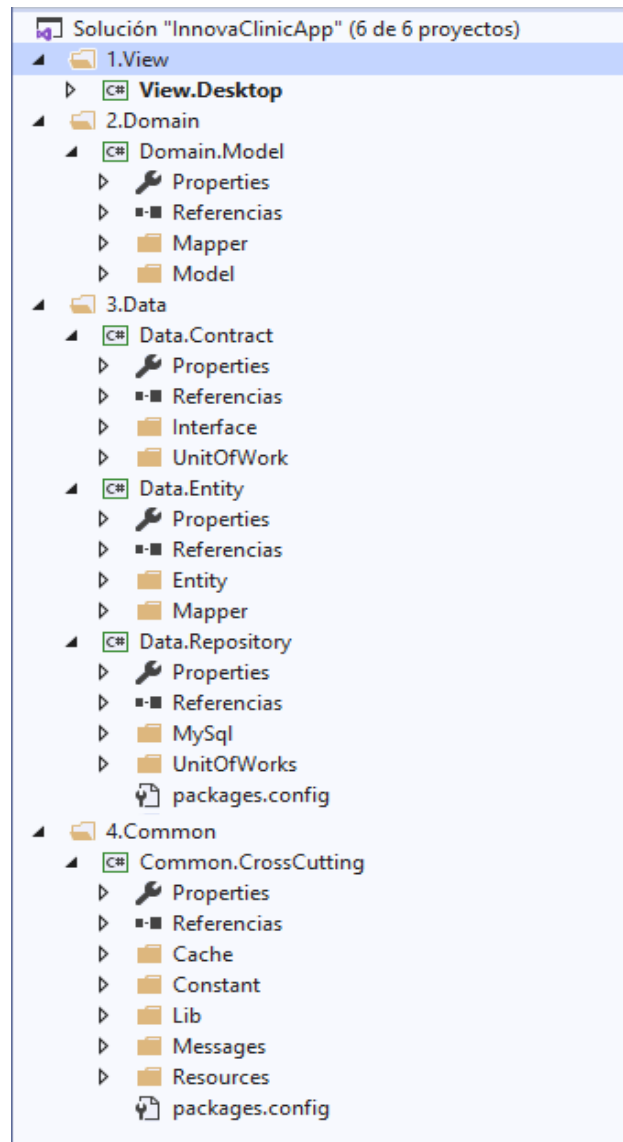 Solución "InnovaClinicApp" (6 de 6 proyectos)
1.View
C# View.Desktop
2.Domain
C# Domain.Model
Properties
Referencias
Mapper
Model
3.Data
C# Data.Contract
Properties
Referencias
Interface
UnitOfWork
C# Data.Entity
Properties
Referencias
Entity
Mapper
C# Data.Repository
Properties
Referencias
MySql
UnitOfWorks
packages.config
4.Common
C# Common.CrossCutting
Properties
Referencias
Cache
Constant
Lib
Messages
Resources
packages.config